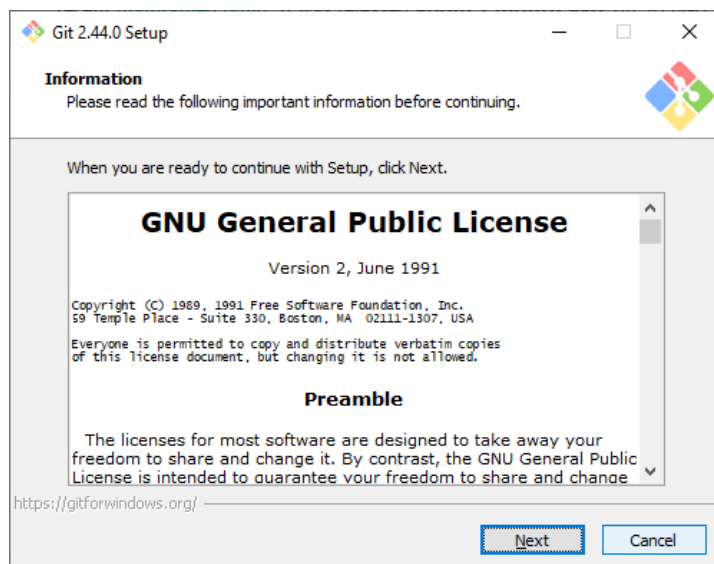 Git 2.44.0 Setup
Information
Please read the following important information before continuing.
When you are ready to continue with Setup, click Next.
GNU General Public License
Version 2, June 1991
Copyright (C) 1989, 1991 Free Software Foundation, Inc.
59 Temple Place - Suite 330, Boston, MA  02111-1307, USA
Everyone is permitted to copy and distribute verbatim copies
of this license document, but changing it is not allowed.
Preamble
The licenses for most software are designed to take away your
freedom to share and change it. By contrast, the GNU General Public
License is intended to guarantee your freedom to share and change
https://gitforwindows.org/
Next
Cancel